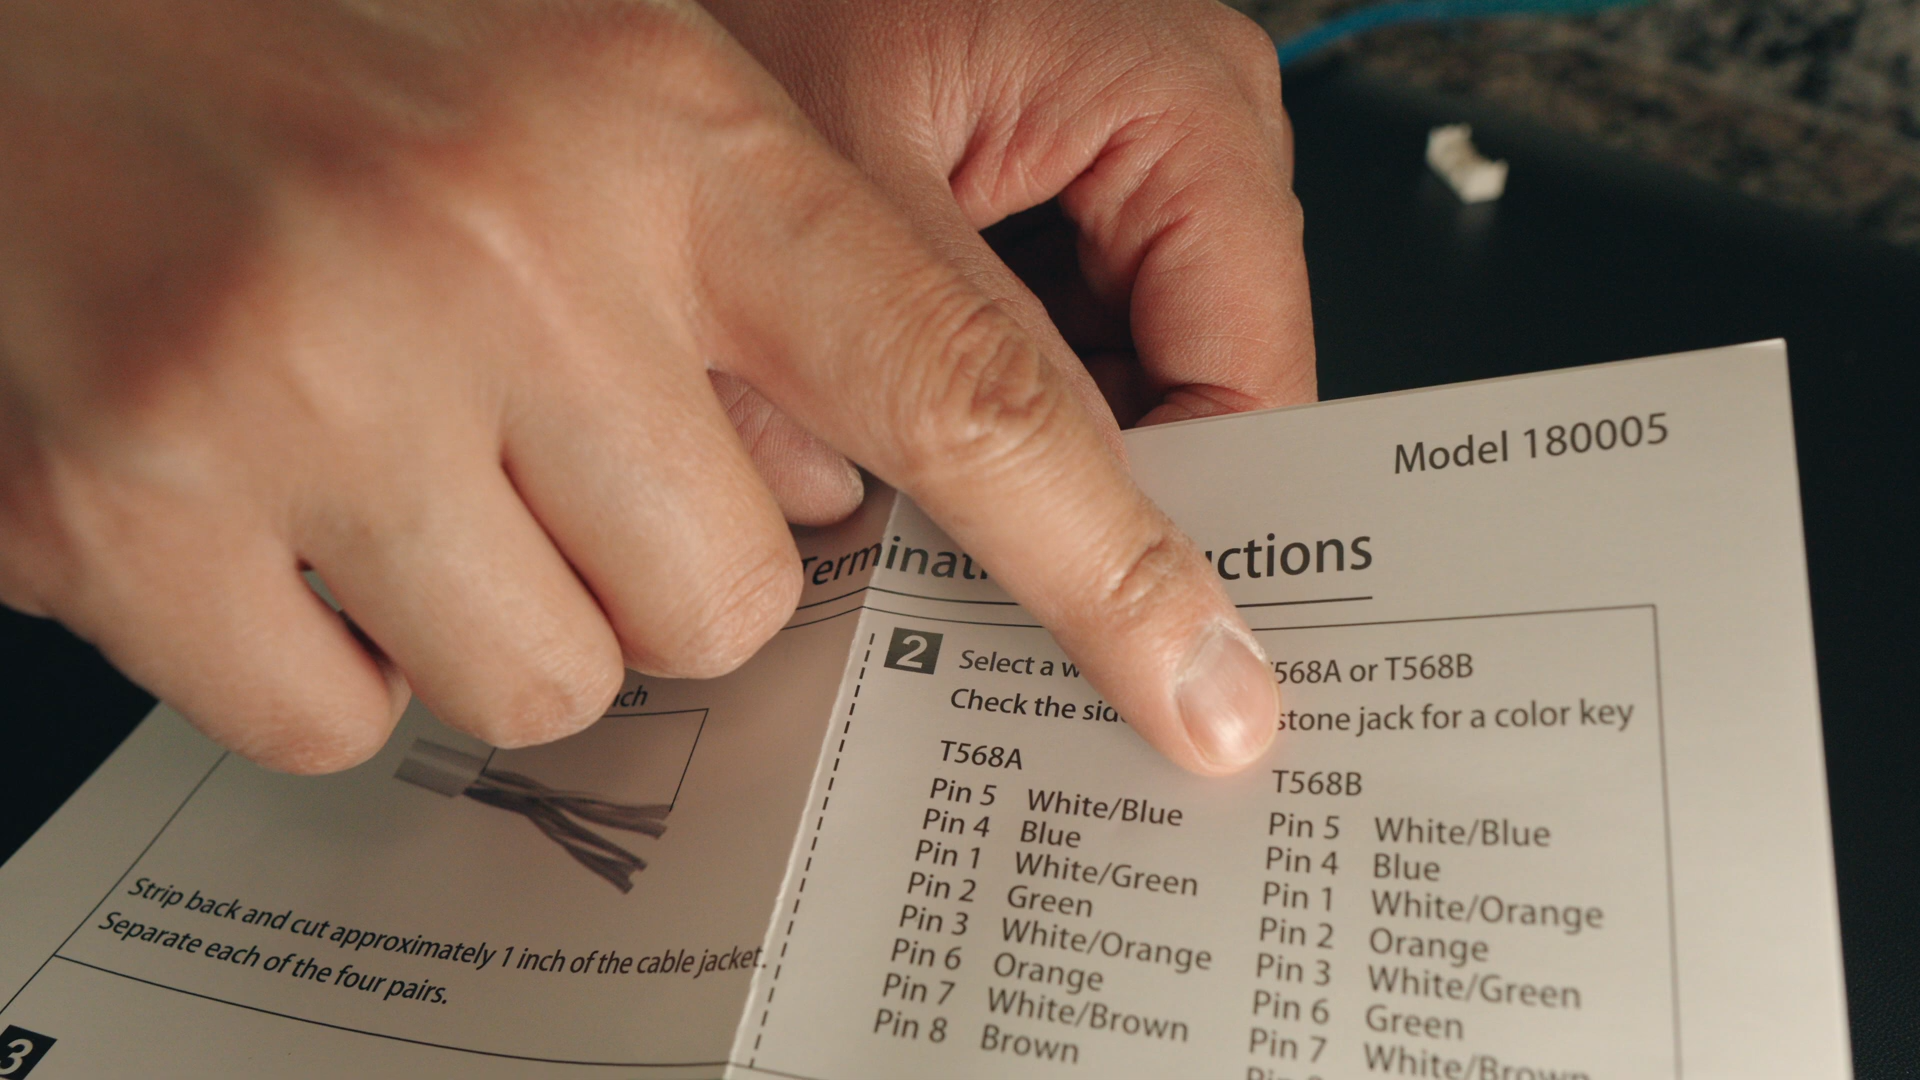 Model 180005
Terminat uctions
nch
Strip back and cut approximately 1 inch of the cable jacket.
Separate each of the four pairs.
3
2 Select a w 568A or T568B
Check the sid stone jack for a color key
T568A
Pin 5 White/Blue
Pin 4 Blue
Pin 1 White/Green
Pin 2 Green
Pin 3 White/Orange
Pin 6 Orange
Pin 7 White/Brown
Pin 8 Brown
T568B
Pin 5 White/Blue
Pin 4 Blue
Pin 1 White/Orange
Pin 2 Orange
Pin 3 White/Green
Pin 6 Green
Pin 7 White/Brown